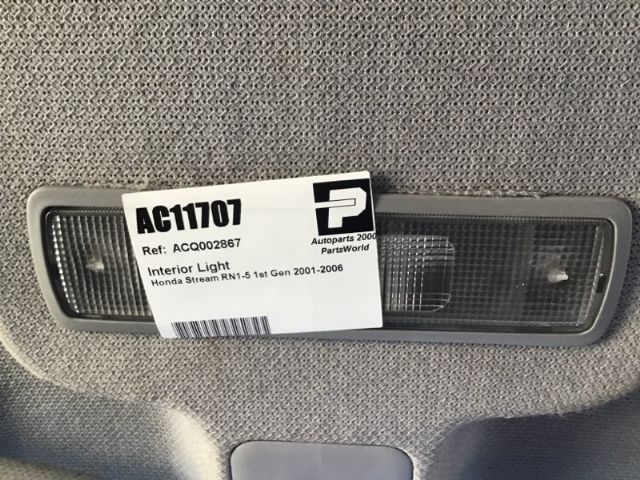 AC11707
Ref: ACQ002867
P
Autoparts 2000
PartsWorld
Interior Light
Honda Stream RN1-5 1st Gen 2001-2006